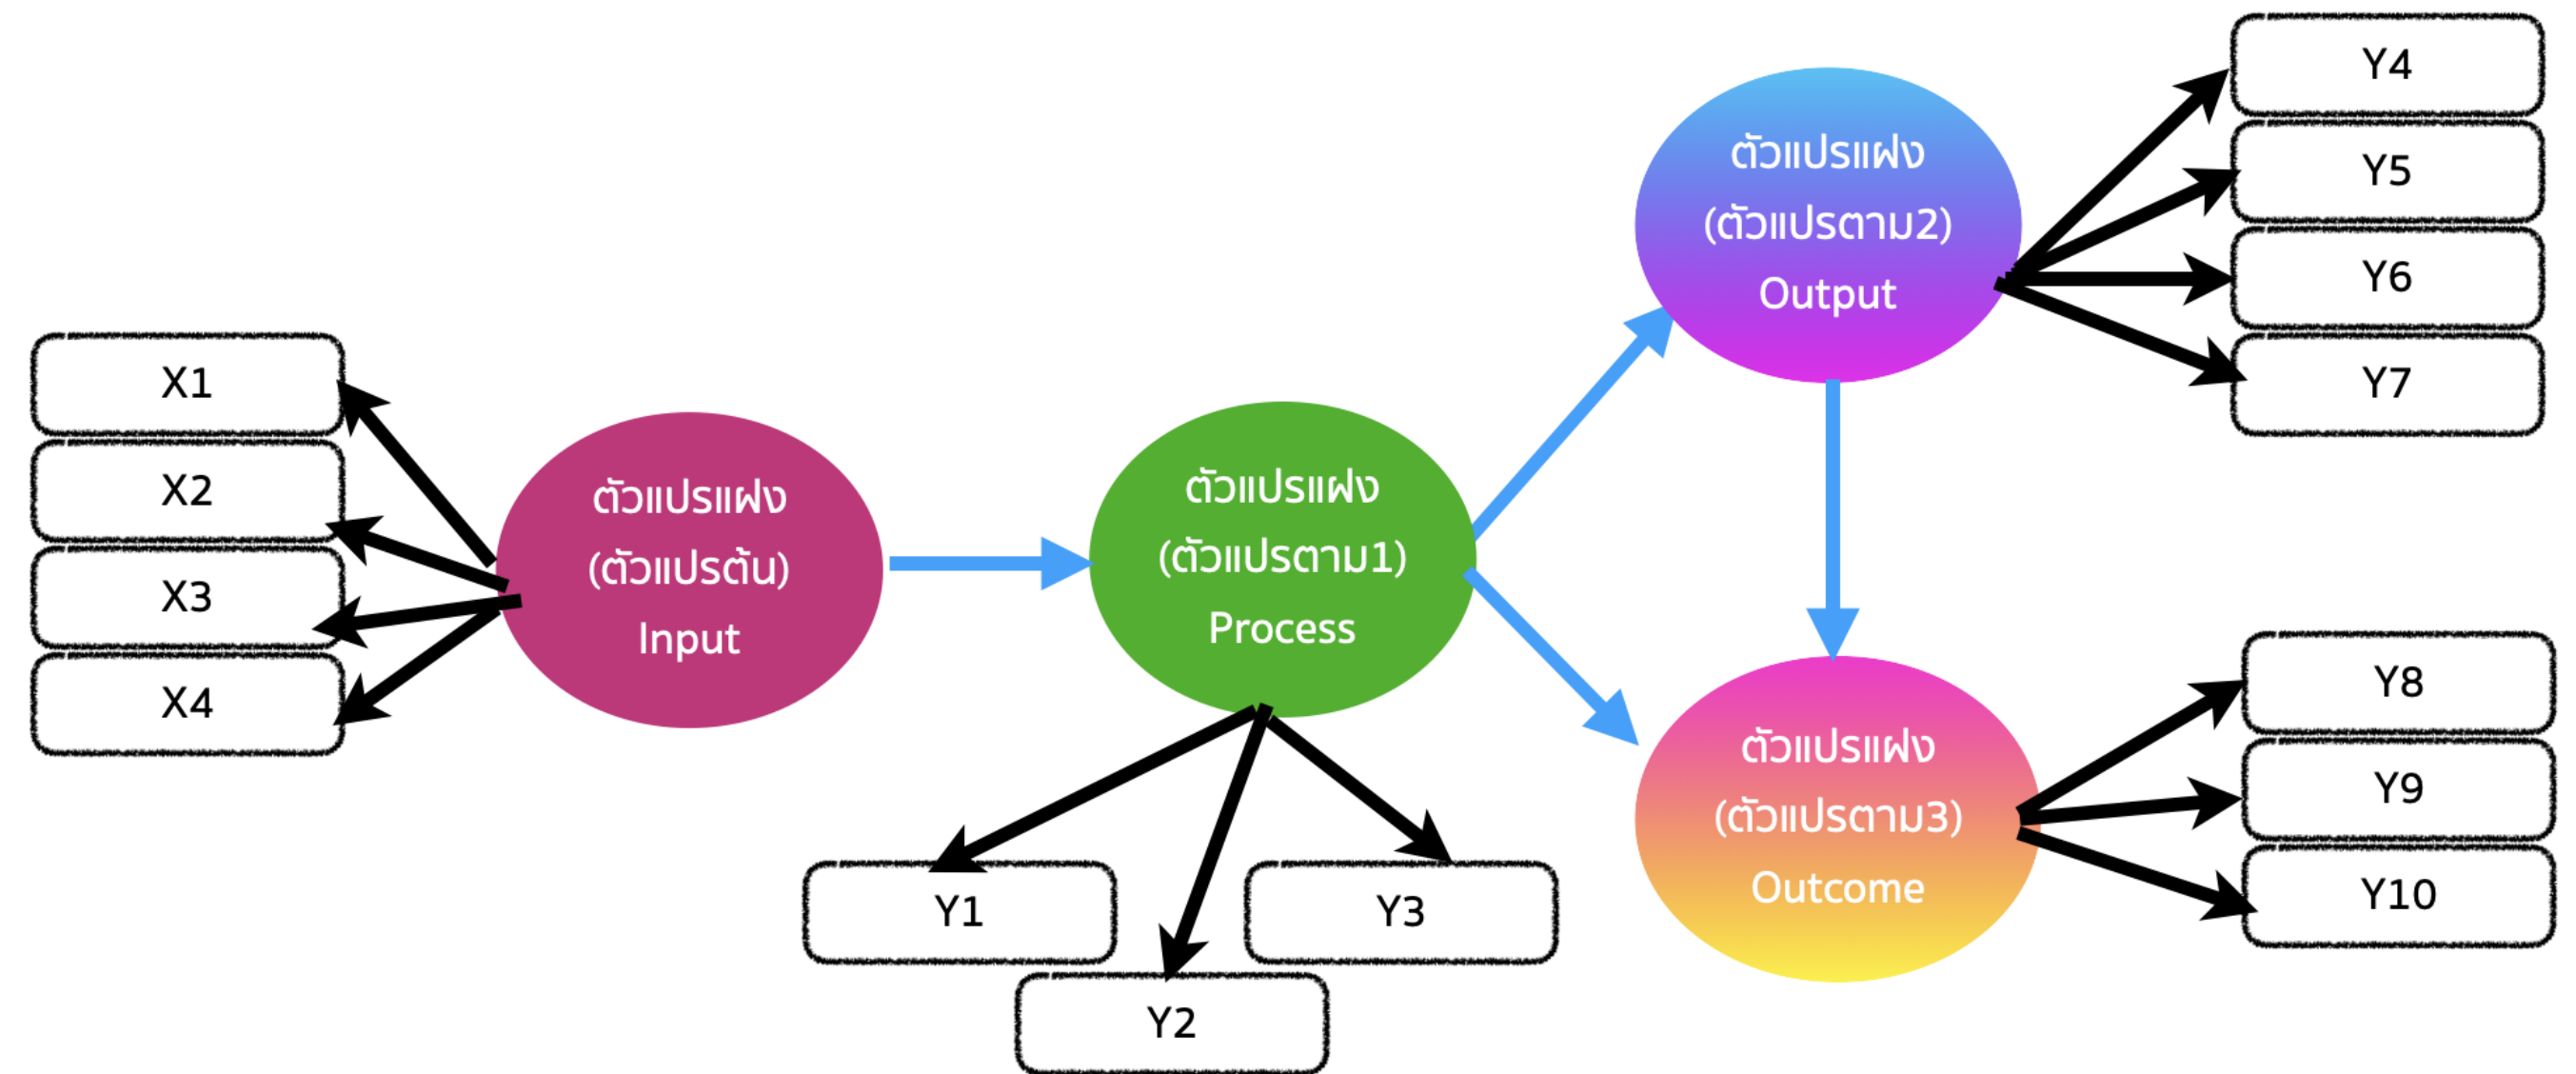 X1
X2
X3
X4
ตัวแปรแฝง
(ตัวแปรต้น)
Input
ตัวแปรแฝง
(ตัวแปรตาม1)
Process
Y1
Y2
Y3
ตัวแปรแฝง
(ตัวแปรตาม2)
Output
Y4
Y5
Y6
Y7
ตัวแปรแฝง
(ตัวแปรตาม3)
Outcome
Y8
Y9
Y10